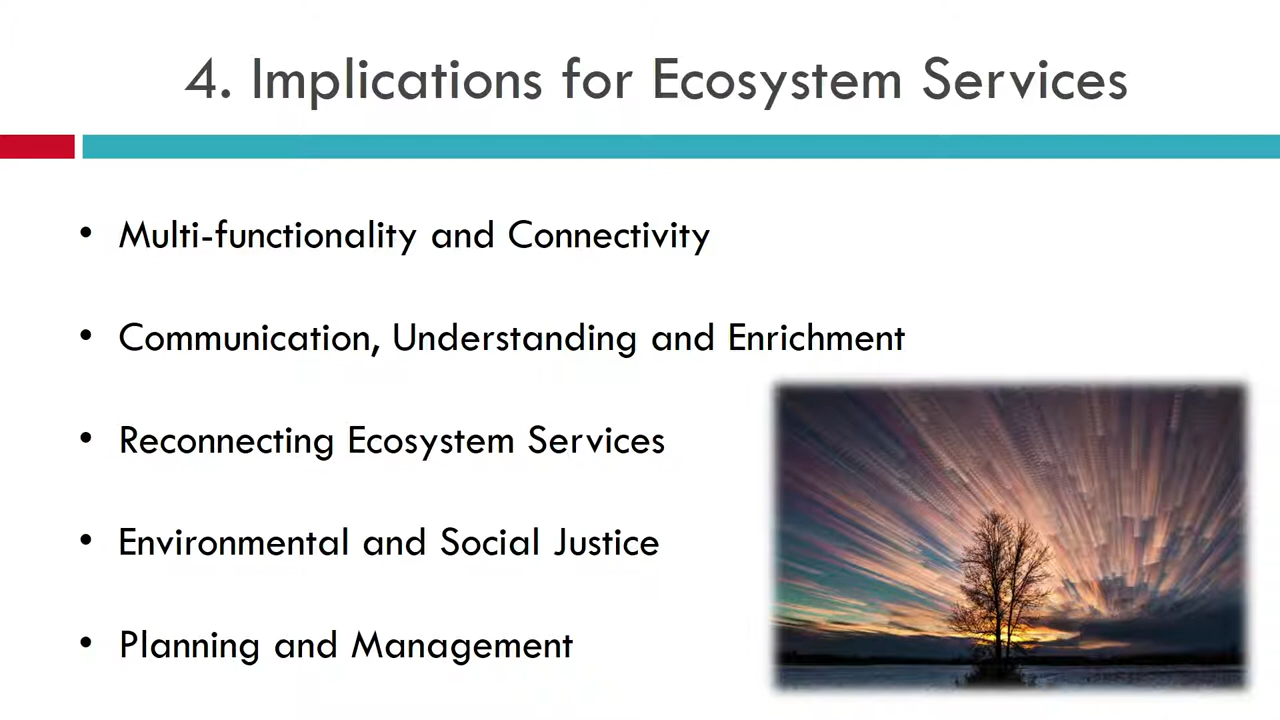 4. Implications for Ecosystem Services
• Multi-functionality and Connectivity
• Communication, Understanding and Enrichment
• Reconnecting Ecosystem Services
• Environmental and Social Justice
• Planning and Management